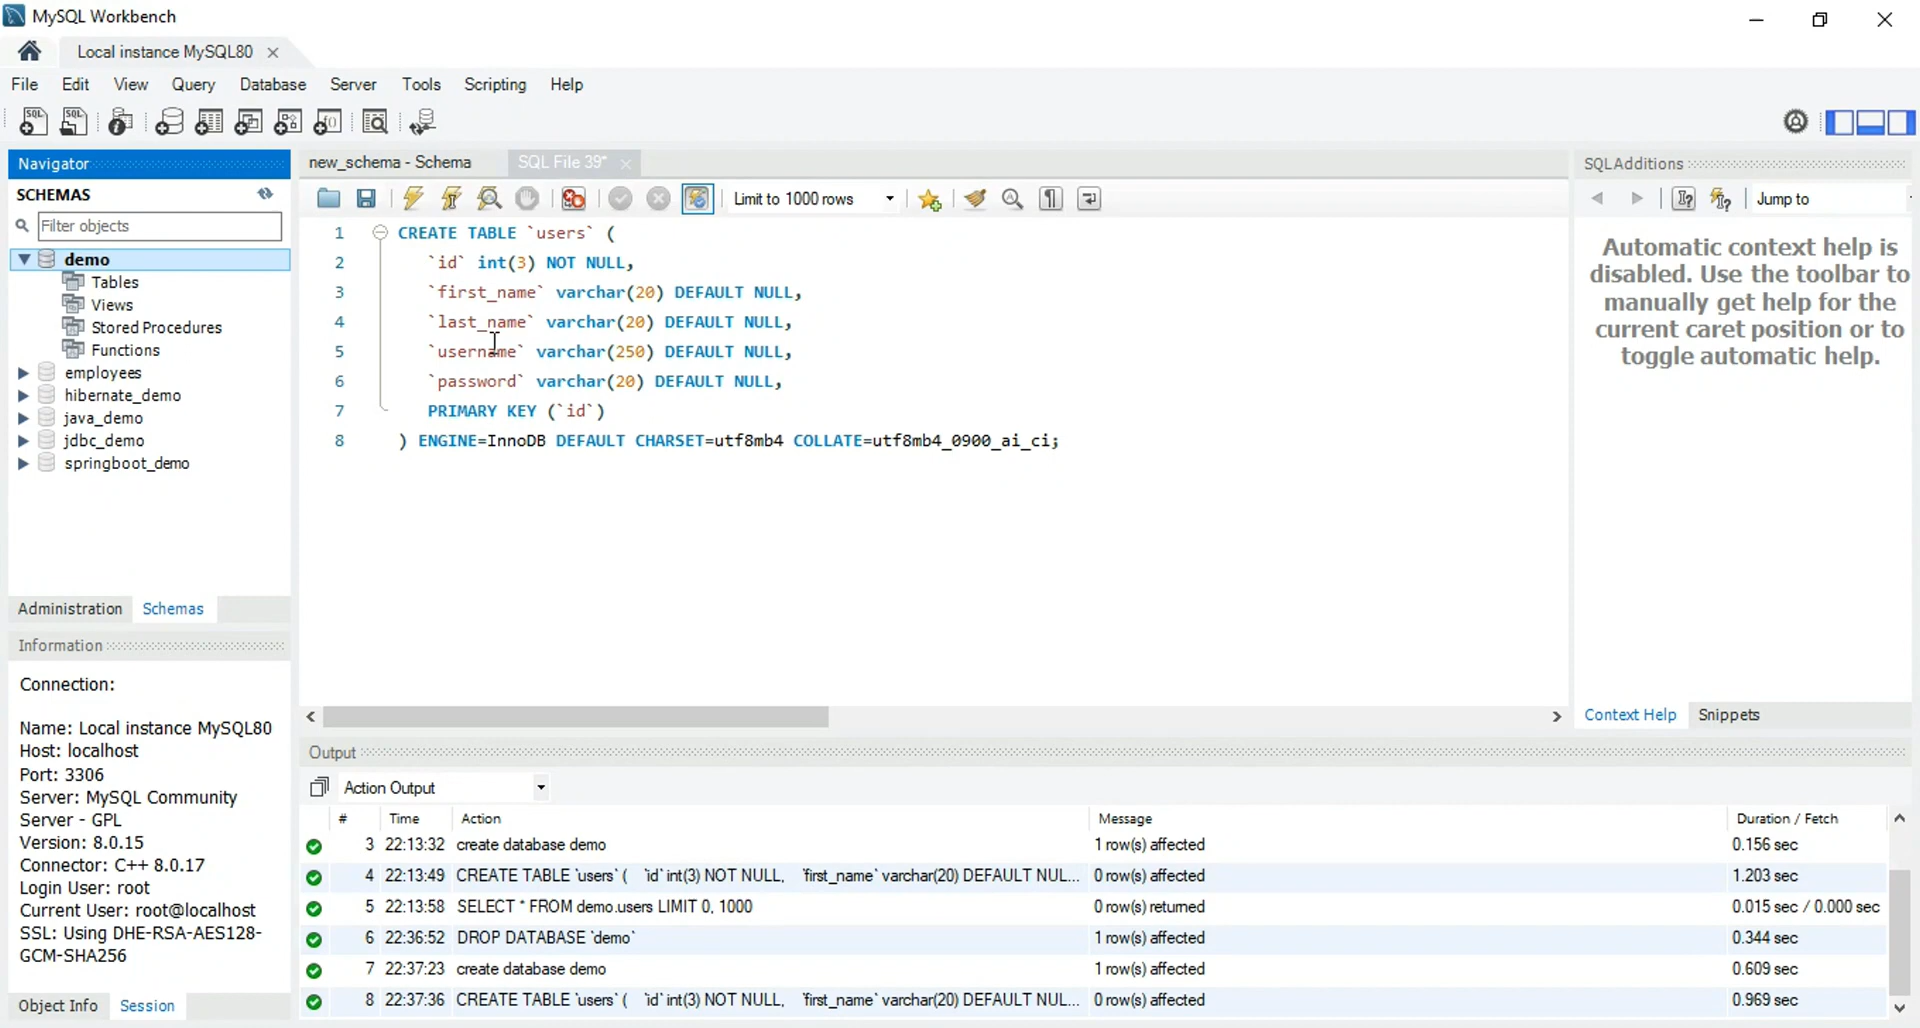 MySQL Workbench
Local instance MySQL80
File Edit View Query Database Server Tools Scripting Help
Navigator
SCHEMAS
Filter objects
demo
Tables
Views
Stored Procedures
Functions
employees
hibernate_demo
java_demo
jdbc_demo
springboot_demo
Administration Schemas
Information
Connection:
Name: Local instance MySQL80
Host: localhost
Port: 3306
Server: MySQL Community
Server - GPL
Version: 8.0.15
Connector: C++ 8.0.17
Login User: root
Current User: root@localhost
SSL: Using DHE-RSA-AES128-
GCM-SHA256
Object Info Session
new_schema - Schema SQL File 39*
Limit to 1000 rows
1 CREATE TABLE `users` (
2 `id` int(3) NOT NULL,
3 `first_name` varchar(20) DEFAULT NULL,
4 `last_name` varchar(20) DEFAULT NULL,
5 `username` varchar(250) DEFAULT NULL,
6 `password` varchar(20) DEFAULT NULL,
7 PRIMARY KEY (`id`)
8 ) ENGINE=InnoDB DEFAULT CHARSET=utf8mb4 COLLATE=utf8mb4_0900_ai_ci;
SQLAdditions
Jump to
Automatic context help is
disabled. Use the toolbar to
manually get help for the
current caret position or to
toggle automatic help.
Context Help Snippets
Output
Action Output
# Time Action Message Duration / Fetch
3 22:13:32 create database demo 1 row(s) affected 0.156 sec
4 22:13:49 CREATE TABLE `users` ( `id` int(3) NOT NULL, `first_name` varchar(20) DEFAULT NUL... 0 row(s) affected 1.203 sec
5 22:13:58 SELECT * FROM demo.users LIMIT 0, 1000 0 row(s) returned 0.015 sec / 0.000 sec
6 22:36:52 DROP DATABASE `demo` 1 row(s) affected 0.344 sec
7 22:37:23 create database demo 1 row(s) affected 0.609 sec
8 22:37:36 CREATE TABLE `users` ( `id` int(3) NOT NULL, `first_name` varchar(20) DEFAULT NUL... 0 row(s) affected 0.969 sec